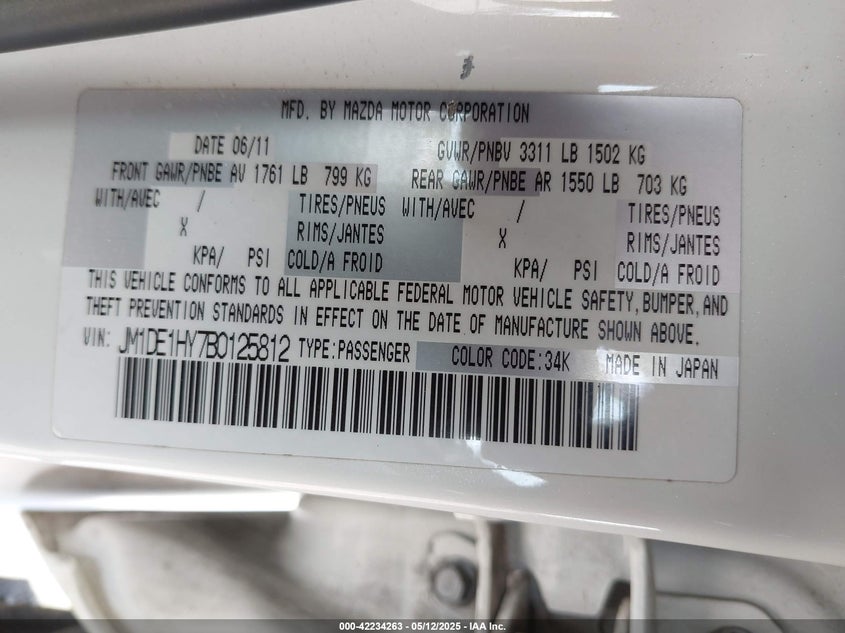 MFD. BY MAZDA MOTOR CORPORATION
DATE 06/11 GVWR/PNBV 3311 LB 1502 KG
FRONT GAWR/PNBE AV 1761 LB 799 KG REAR GAWR/PNBE AR 1550 LB 703 KG
WITH/AVEC / TIRES/PNEUS WITH/AVEC / TIRES/PNEUS
X RIMS/JANTES X RIMS/JANTES
KPA/ PSI COLD/A FROID KPA/ PSI COLD/A FROID
THIS VEHICLE CONFORMS TO ALL APPLICABLE FEDERAL MOTOR VEHICLE SAFETY, BUMPER, AND
THEFT PREVENTION STANDARDS IN EFFECT ON THE DATE OF MANUFACTURE SHOWN ABOVE.
VIN: JM1DE1HY7B0125812 TYPE:PASSENGER COLOR CODE:34K MADE IN JAPAN
000-42234263 - 05/12/2025 - IAA Inc.